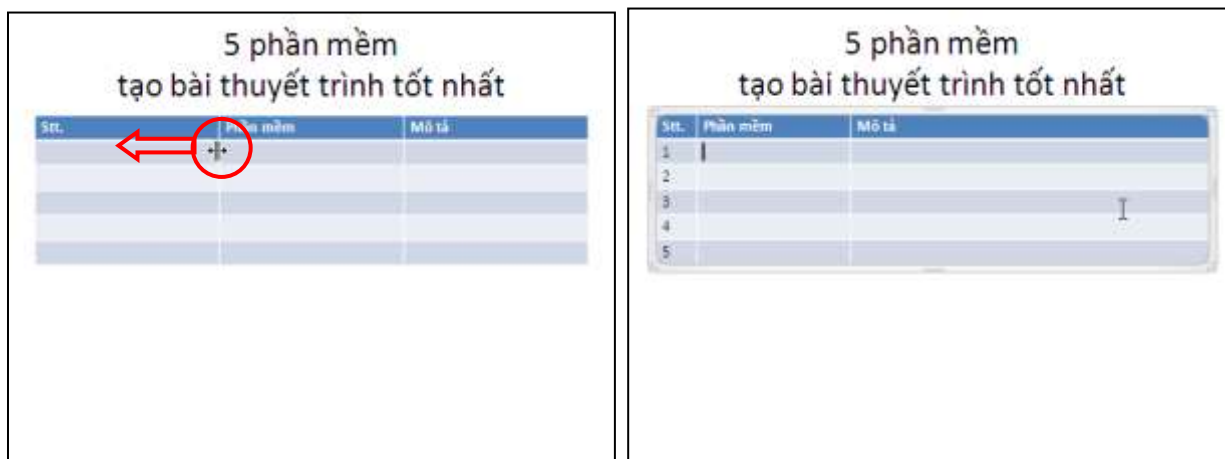 5 phần mềm
tạo bài thuyết trình tốt nhất
Stt. Phần mềm Mô tả
5 phần mềm
tạo bài thuyết trình tốt nhất
Stt. Phần mềm Mô tả
1
2
3
4
5